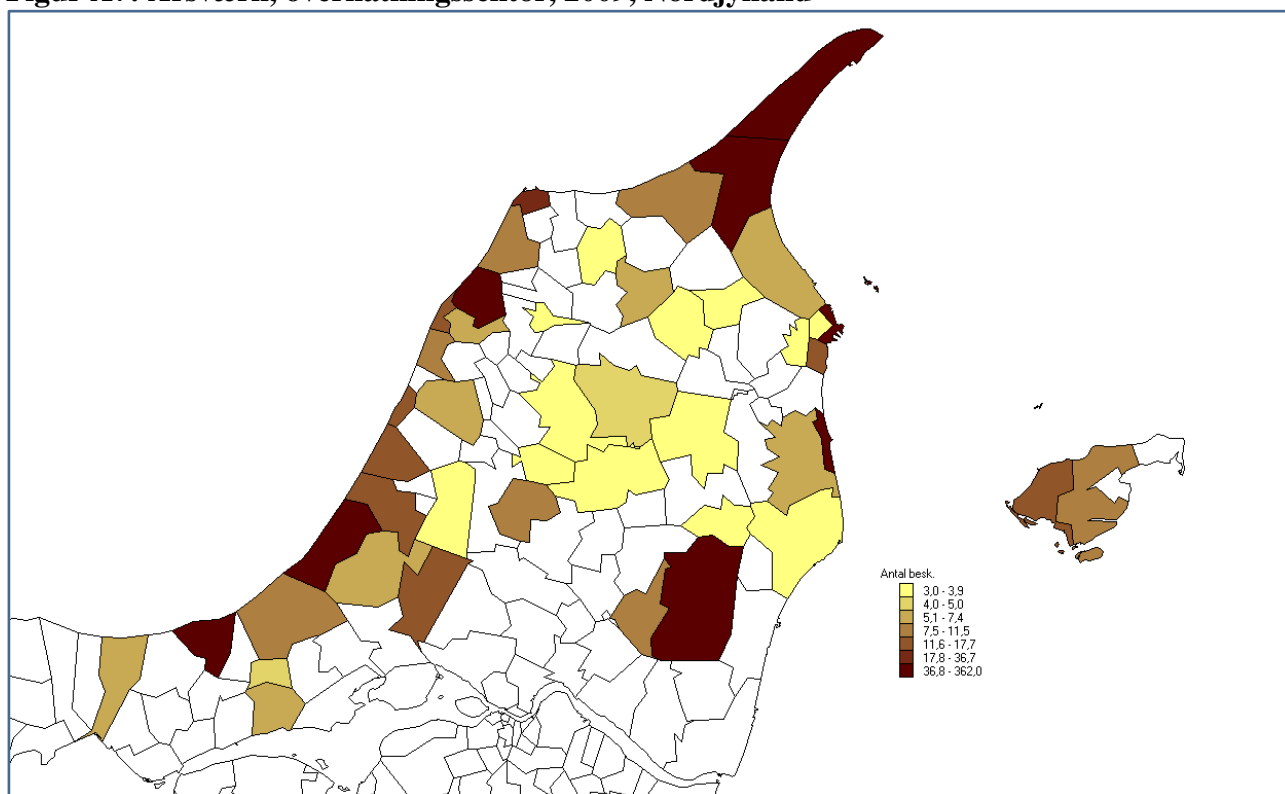 Antal besk.
3,0 - 3,9
4,0 - 5,0
5,1 - 7,4
7,5 - 11,5
11,6 - 17,7
17,8 - 36,7
36,8 - 362,0